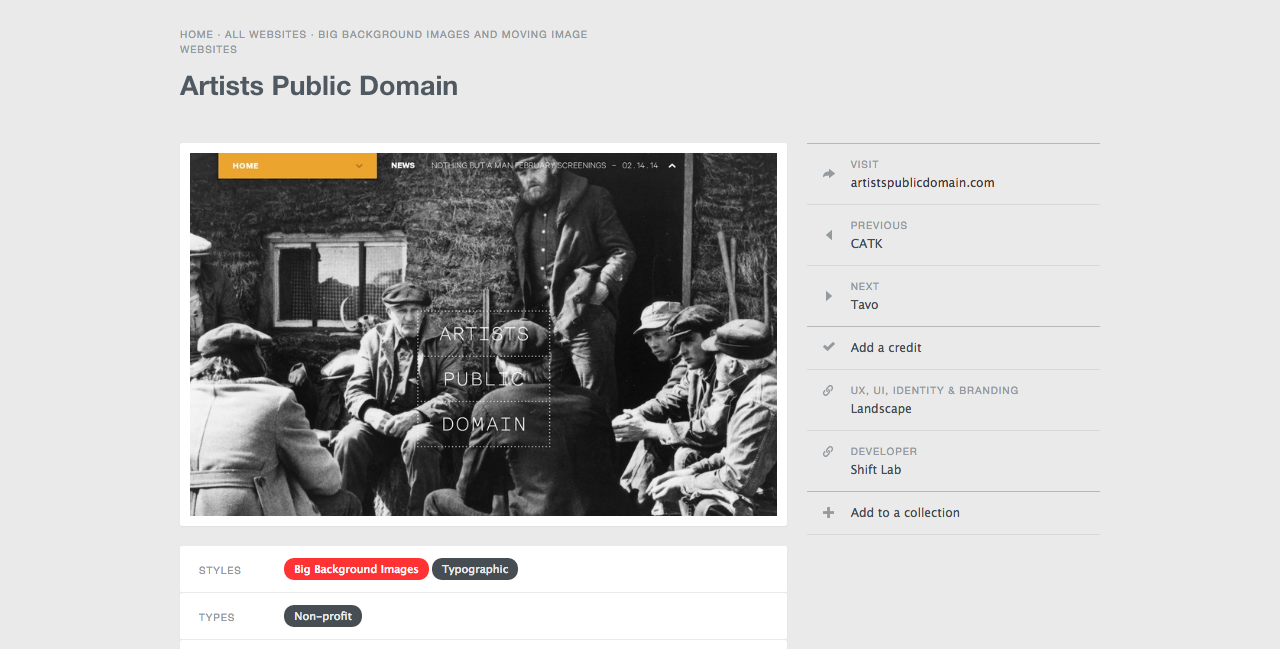 HOME · ALL WEBSITES · BIG BACKGROUND IMAGES AND MOVING IMAGE
WEBSITES
Artists Public Domain
HOME
NEWS NOTHING BUT A MAN FEBRUARY SCREENINGS – 02.14.14
ARTISTS
PUBLIC
DOMAIN
VISIT
artistspublicdomain.com
PREVIOUS
CATK
NEXT
Tavo
Add a credit
UX, UI, IDENTITY & BRANDING
Landscape
DEVELOPER
Shift Lab
Add to a collection
STYLES Big Background Images Typographic
TYPES Non-profit